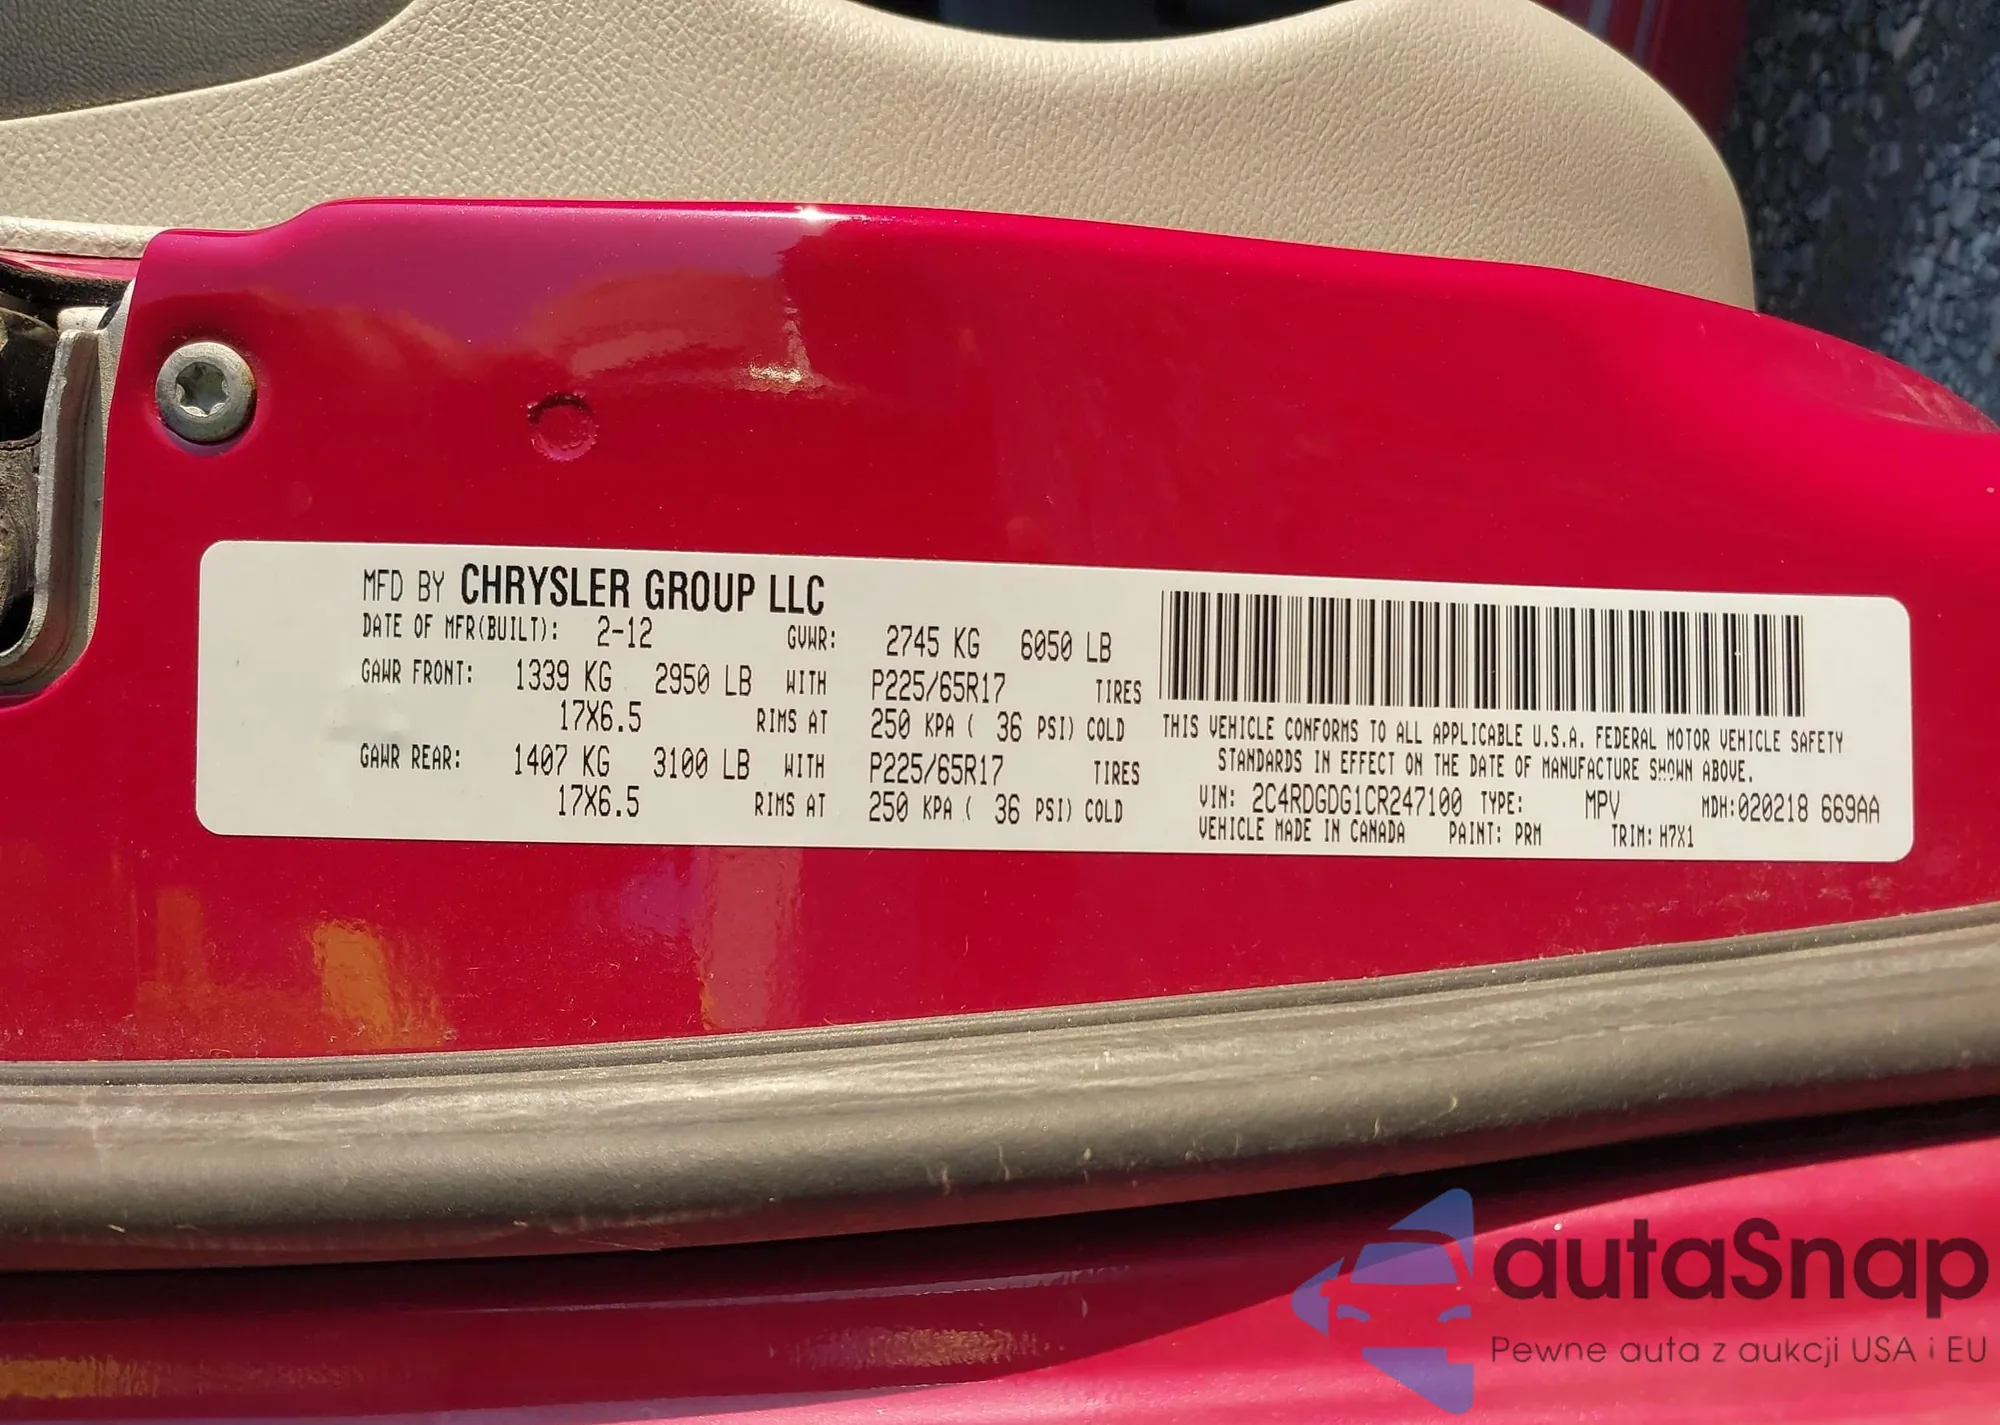 MFD BY CHRYSLER GROUP LLC
DATE OF MFR(BUILT): 2-12 GVWR: 2745 KG 6050 LB
GAWR FRONT: 1339 KG 2950 LB WITH P225/65R17 TIRES
17X6.5 RIMS AT 250 KPA ( 36 PSI) COLD
GAWR REAR: 1407 KG 3100 LB WITH P225/65R17 TIRES
17X6.5 RIMS AT 250 KPA ( 36 PSI) COLD
THIS VEHICLE CONFORMS TO ALL APPLICABLE U.S.A. FEDERAL MOTOR VEHICLE SAFETY
STANDARDS IN EFFECT ON THE DATE OF MANUFACTURE SHOWN ABOVE.
VIN: 2C4RDGDG1CR247100 TYPE: MPV MDH:020218 669AA
VEHICLE MADE IN CANADA PAINT: PRM TRIM: H7X1
autaSnap
Pewne auta z aukcji USA i EU